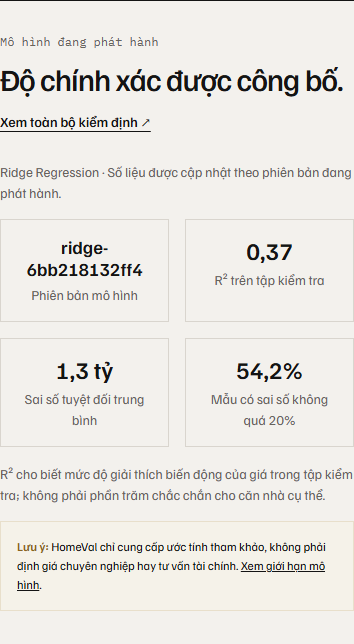 Mô hình đang phát hành
Độ chính xác được công bố.
Xem toàn bộ kiểm định ↗
Ridge Regression · Số liệu được cập nhật theo phiên bản đang
phát hành.
ridge-
6bb218132ff4
Phiên bản mô hình
0,37
R² trên tập kiểm tra
1,3 tỷ
Sai số tuyệt đối trung
bình
54,2%
Mẫu có sai số không
quá 20%
R² cho biết mức độ giải thích biến động của giá trong tập kiểm
tra; không phải phần trăm chắc chắn cho căn nhà cụ thể.
Lưu ý: HomeVal chỉ cung cấp ước tính tham khảo, không phải
định giá chuyên nghiệp hay tư vấn tài chính. Xem giới hạn mô
hình.